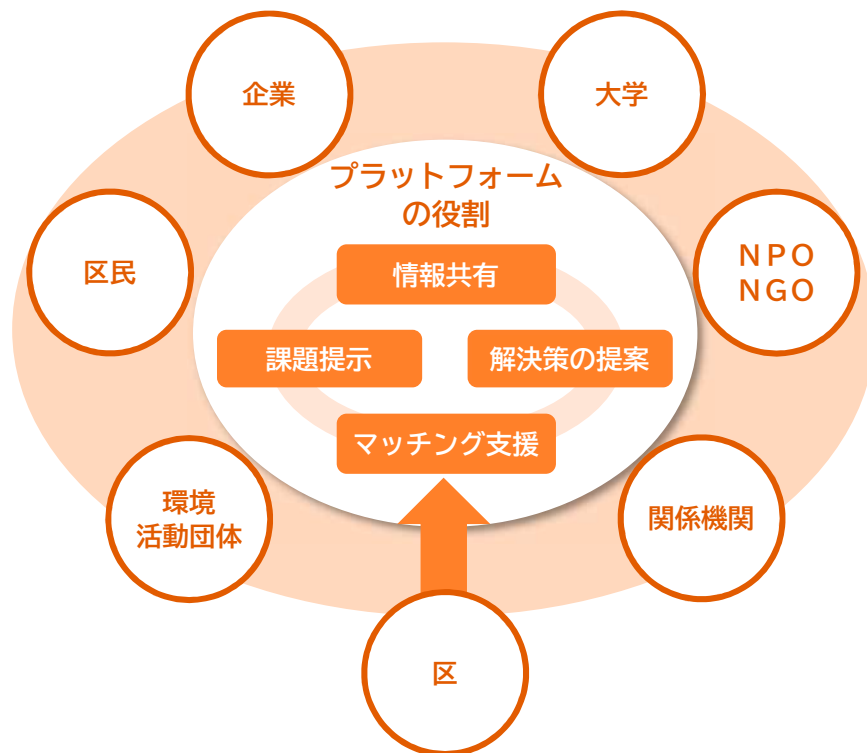 企業
大学
プラットフォーム
の役割
区民
ＮＰＯ
ＮＧＯ
情報共有
課題提示
解決策の提案
マッチング支援
環境
活動団体
関係機関
区